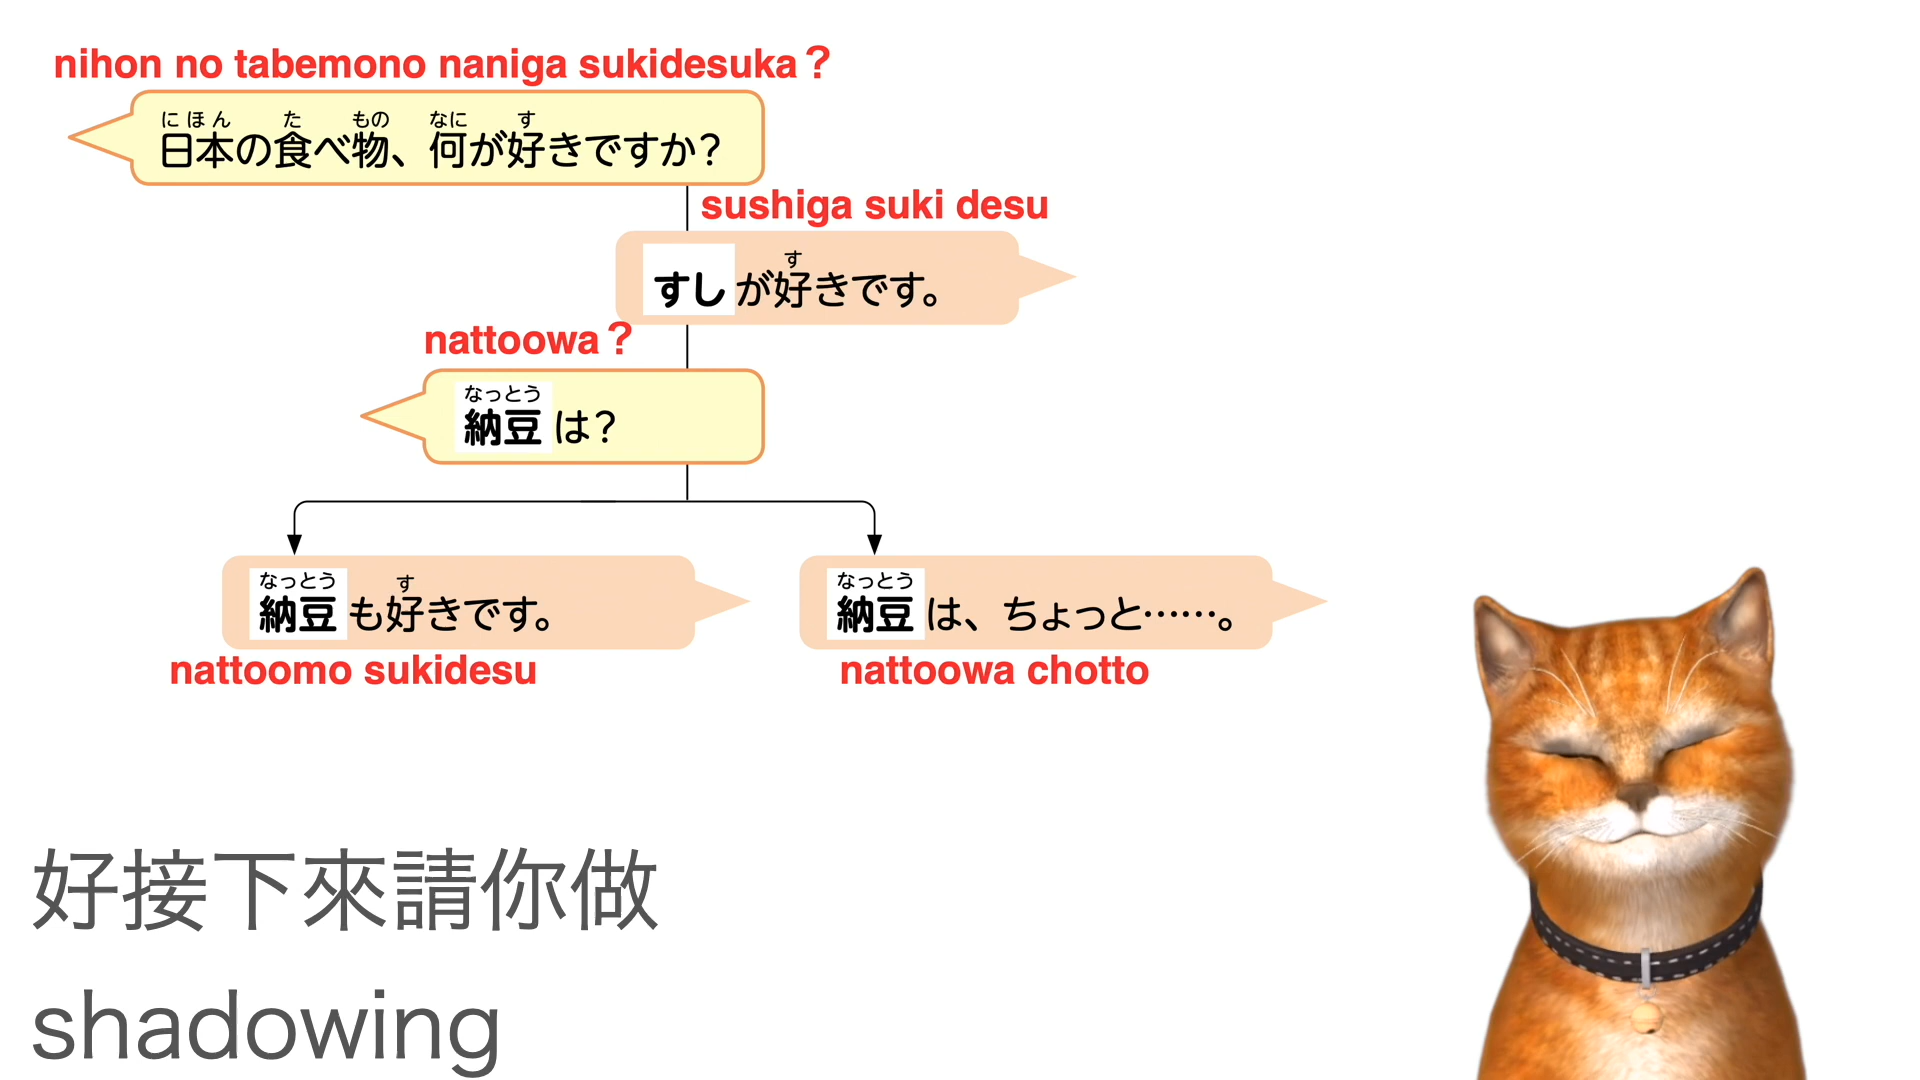 nihon no tabemono naniga sukidesuka？
にほん た もの なに す
日本の食べ物、何が好きですか？
sushiga suki desu
す
すしが好きです。
nattoowa？
なっとう
納豆は？
なっとう す
納豆も好きです。
なっとう
納豆は、ちょっと……。
nattoomo sukidesu
nattoowa chotto
好接下來請你做
shadowing